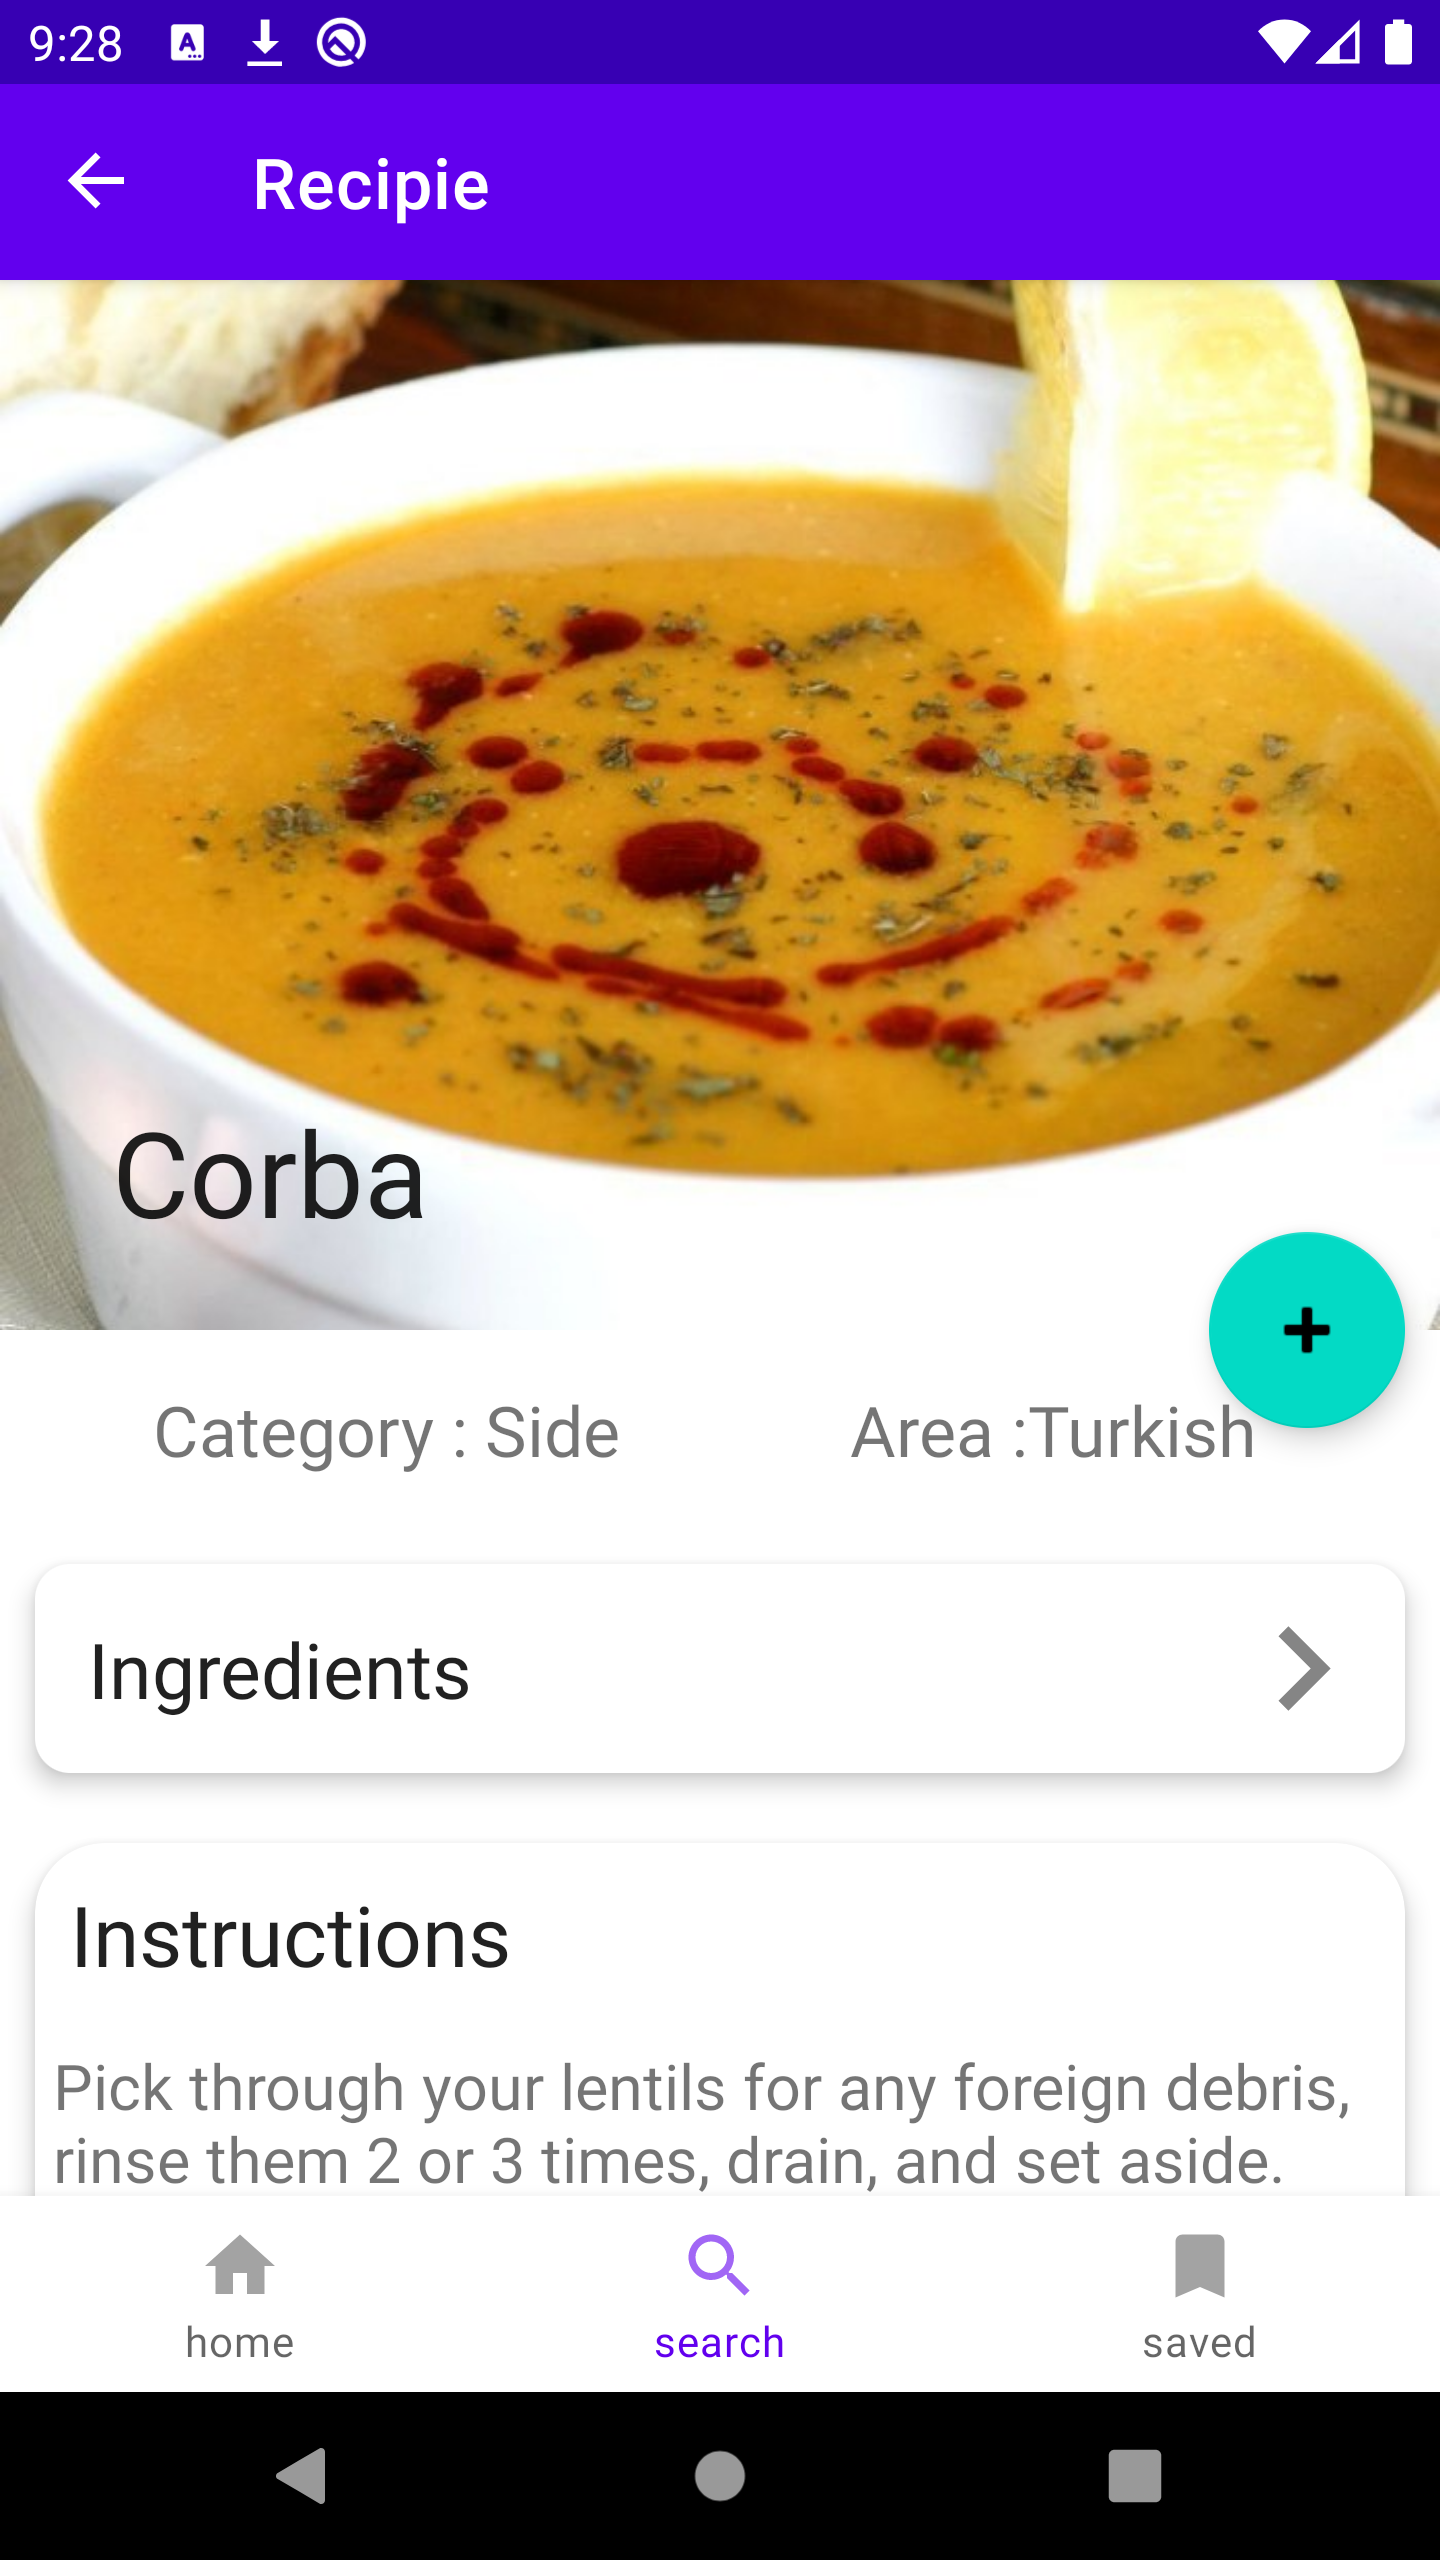 9:28
Recipie
Corba
Category : Side
Area :Turkish
Ingredients
Instructions
Pick through your lentils for any foreign debris,
rinse them 2 or 3 times, drain, and set aside.
home
search
saved